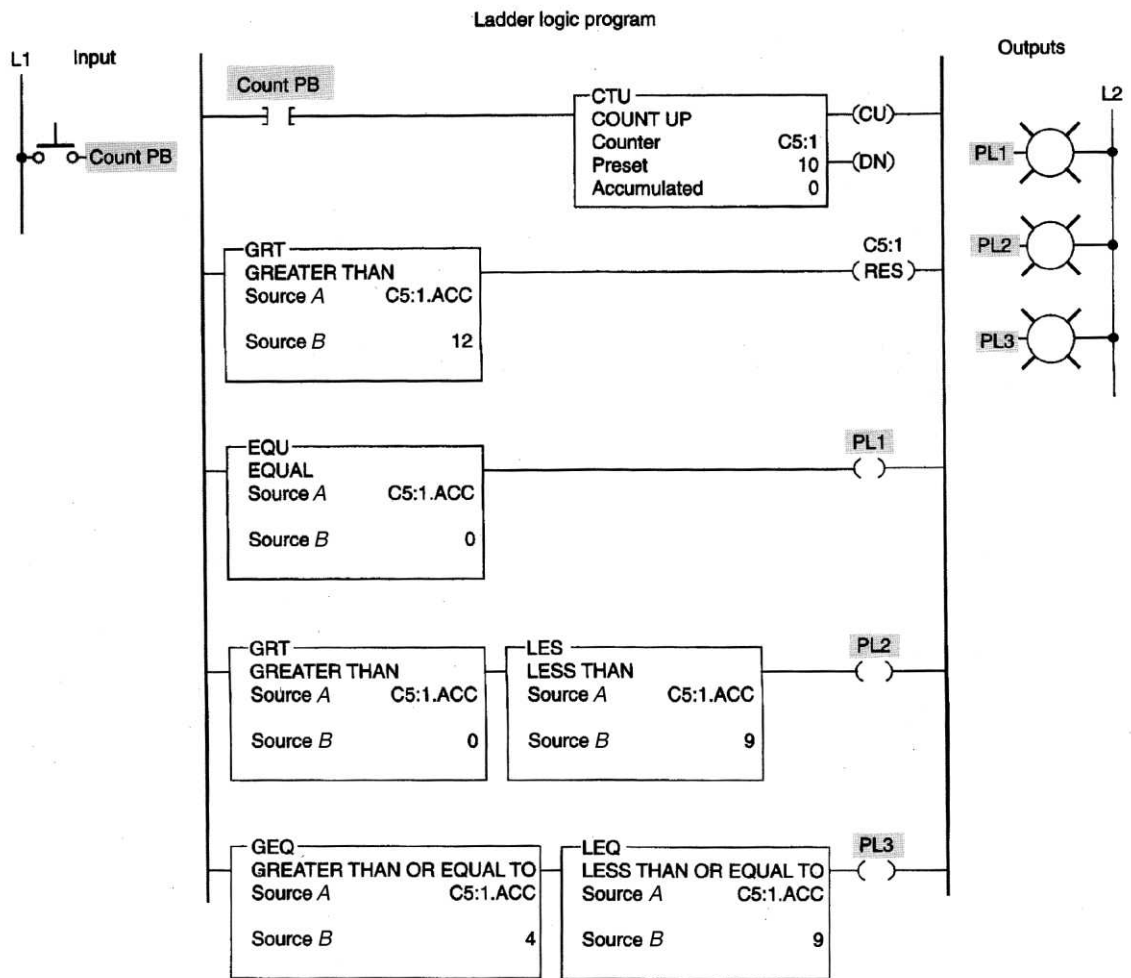 Ladder logic program
L1
Input
Outputs
L2
Count PB
Count PB
CTU
COUNT UP
Counter C5:1
Preset 10
Accumulated 0
(CU)
(DN)
PL1
PL2
PL3
GRT
GREATER THAN
Source A C5:1.ACC
Source B 12
C5:1
(RES)
EQU
EQUAL
Source A C5:1.ACC
Source B 0
PL1
GRT
GREATER THAN
Source A C5:1.ACC
Source B 0
LES
LESS THAN
Source A C5:1.ACC
Source B 9
PL2
GEQ
GREATER THAN OR EQUAL TO
Source A C5:1.ACC
Source B 4
LEQ
LESS THAN OR EQUAL TO
Source A C5:1.ACC
Source B 9
PL3